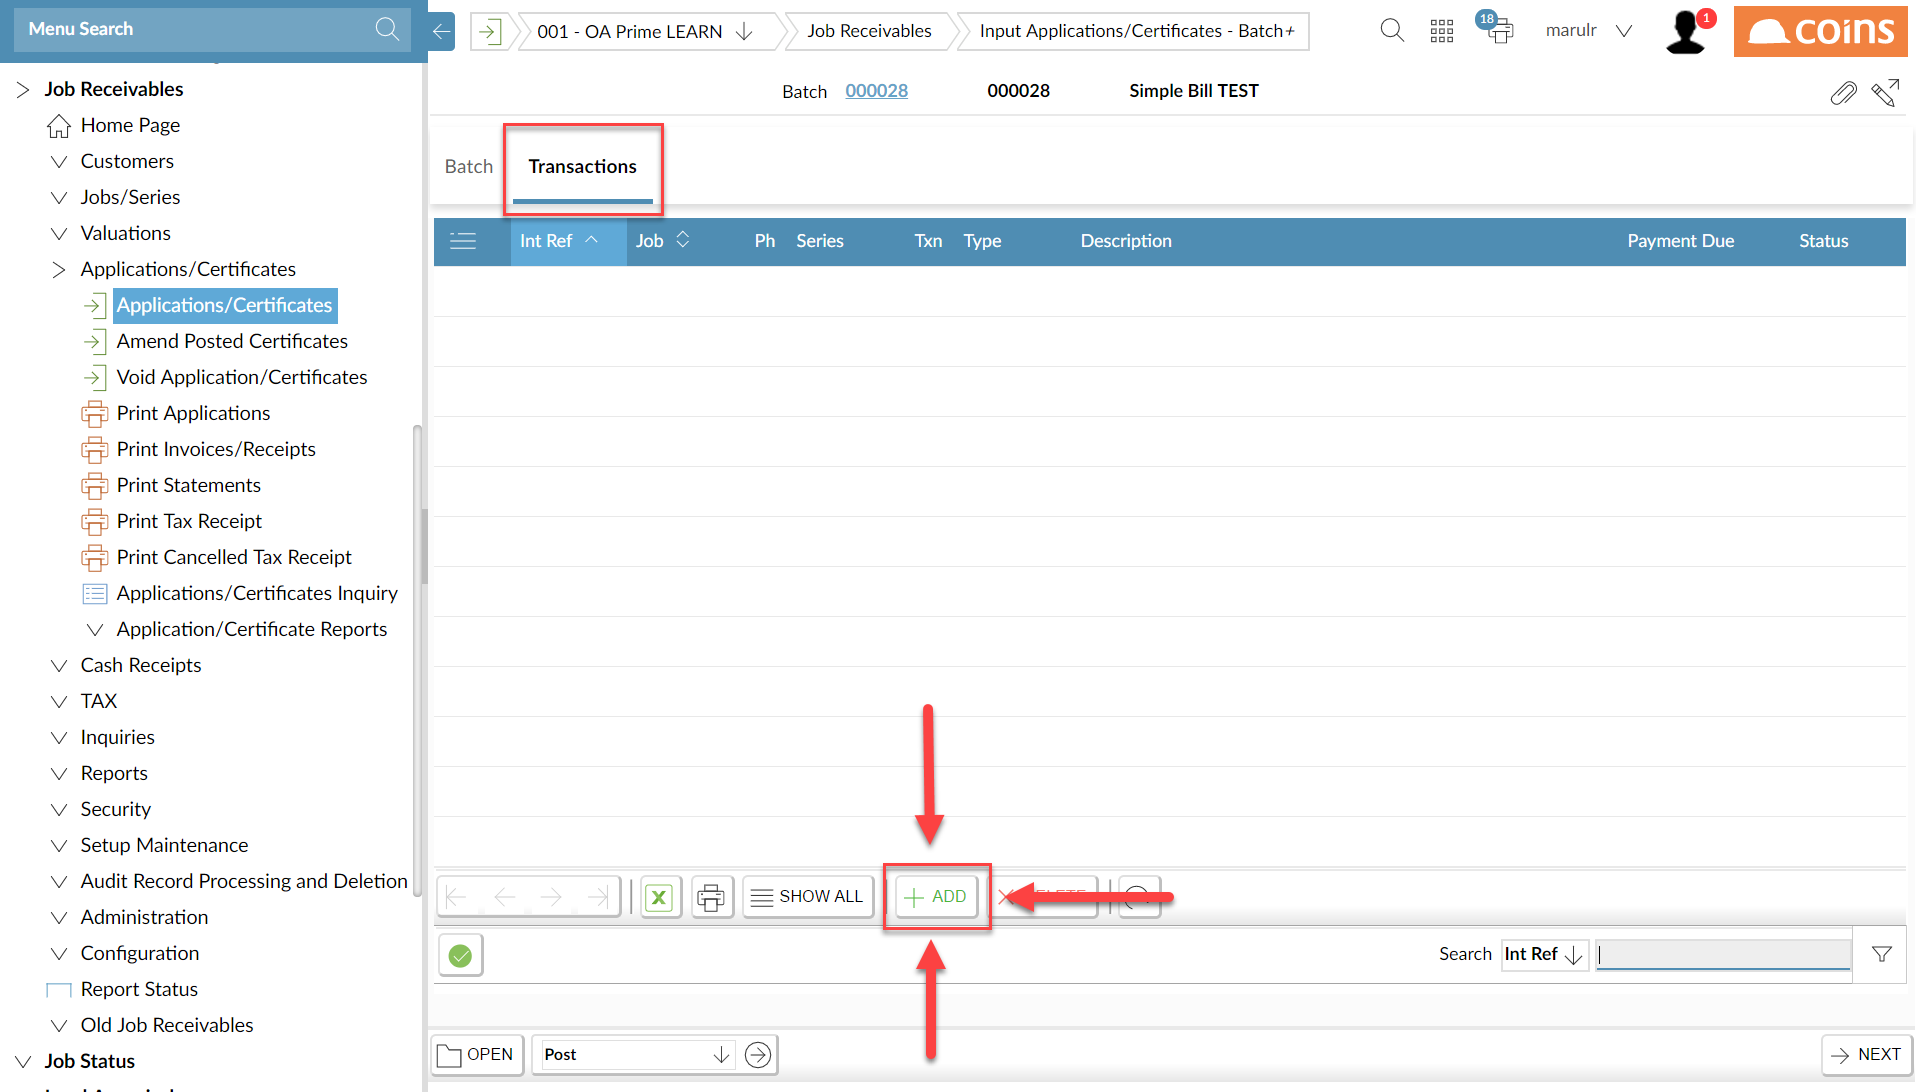 Menu Search
001 - OA Prime LEARN
Job Receivables
Input Applications/Certificates - Batch+
18
marulr
1
coins
Batch 000028 000028 Simple Bill TEST
Job Receivables
Home Page
Customers
Jobs/Series
Valuations
Applications/Certificates
Applications/Certificates
Amend Posted Certificates
Void Application/Certificates
Print Applications
Print Invoices/Receipts
Print Statements
Print Tax Receipt
Print Cancelled Tax Receipt
Applications/Certificates Inquiry
Application/Certificate Reports
Cash Receipts
TAX
Inquiries
Reports
Security
Setup Maintenance
Audit Record Processing and Deletion
Administration
Configuration
Report Status
Old Job Receivables
Job Status
Batch Transactions
Int Ref Job Ph Series Txn Type Description Payment Due Status
SHOW ALL ADD
Search Int Ref
OPEN Post NEXT